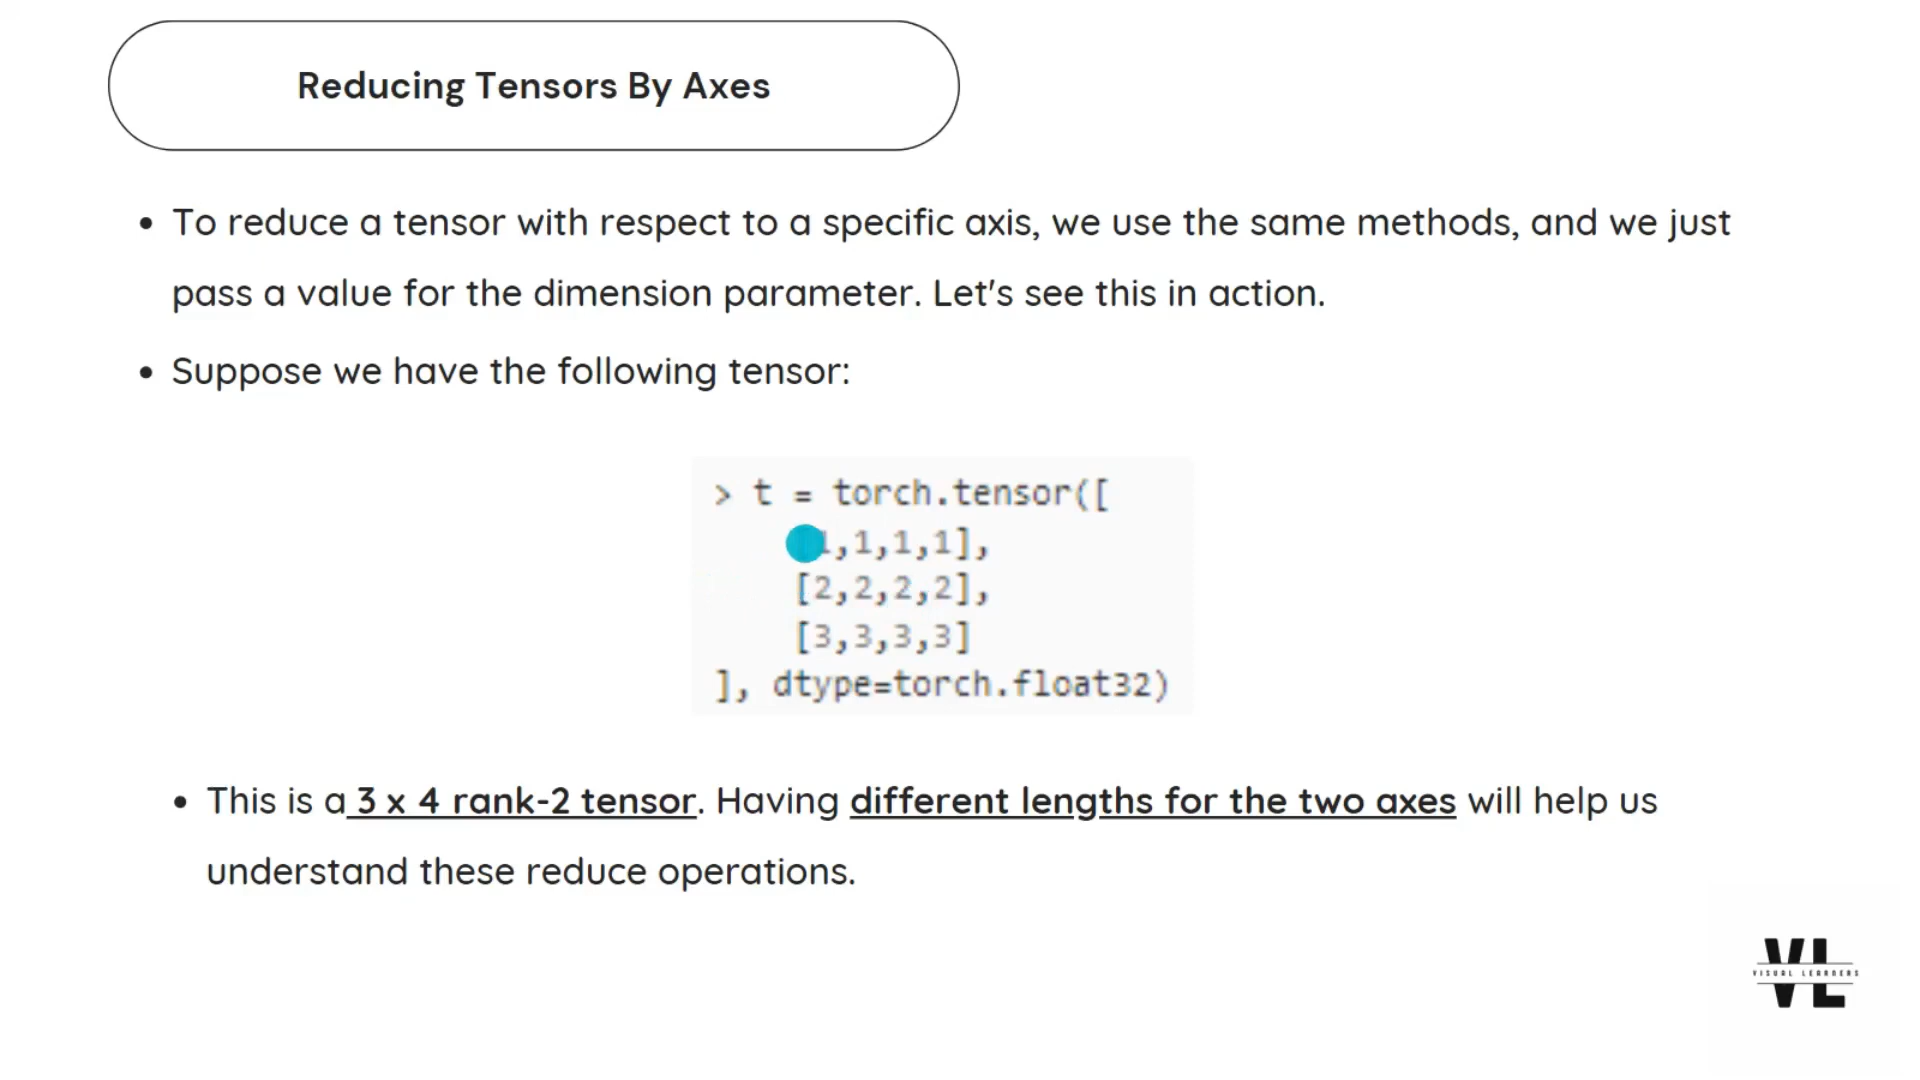 Reducing Tensors By Axes
• To reduce a tensor with respect to a specific axis, we use the same methods, and we just
pass a value for the dimension parameter. Let's see this in action.
• Suppose we have the following tensor:
> t = torch.tensor([
1,1,1,1],
[2,2,2,2],
[3,3,3,3]
], dtype=torch.float32)
• This is a 3 x 4 rank-2 tensor. Having different lengths for the two axes will help us
understand these reduce operations.
VL
VISUAL LEARNERS